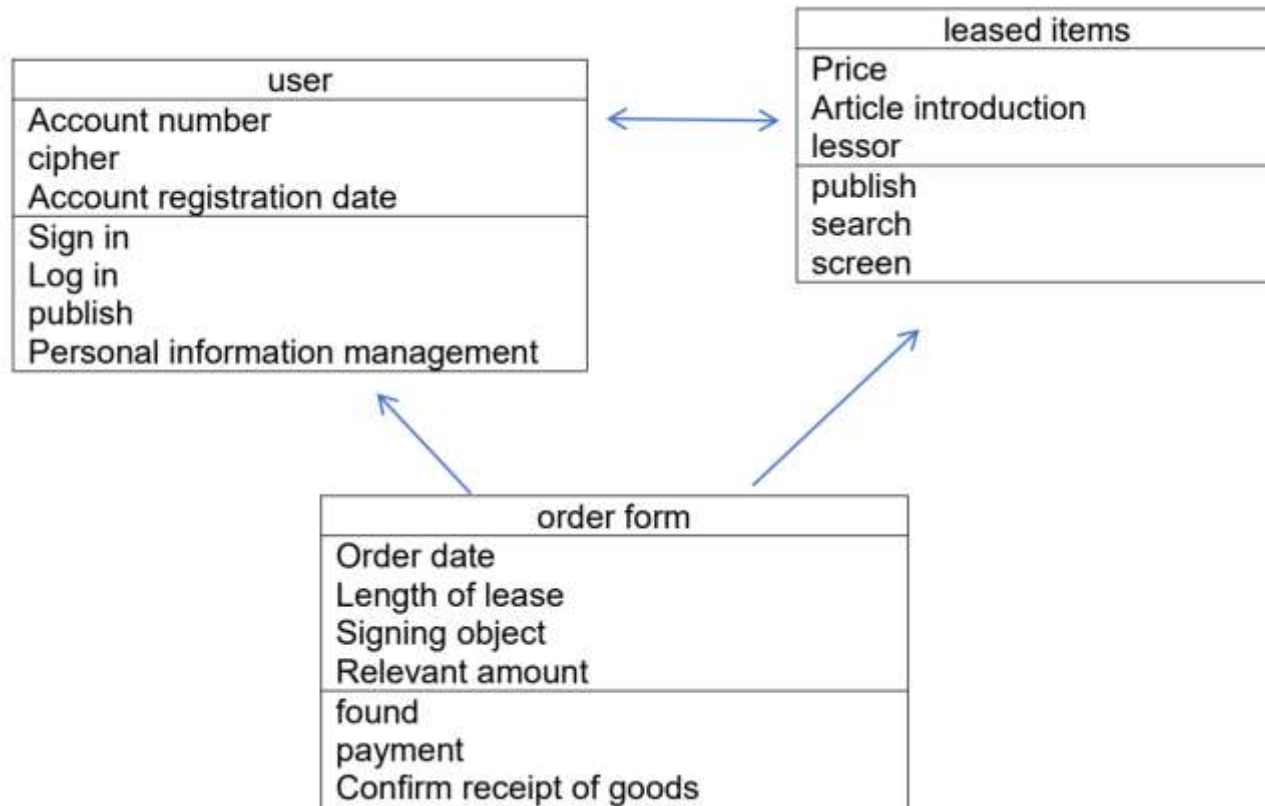 user
Account number
cipher
Account registration date
Sign in
Log in
publish
Personal information management
leased items
Price
Article introduction
lessor
publish
search
screen
order form
Order date
Length of lease
Signing object
Relevant amount
found
payment
Confirm receipt of goods